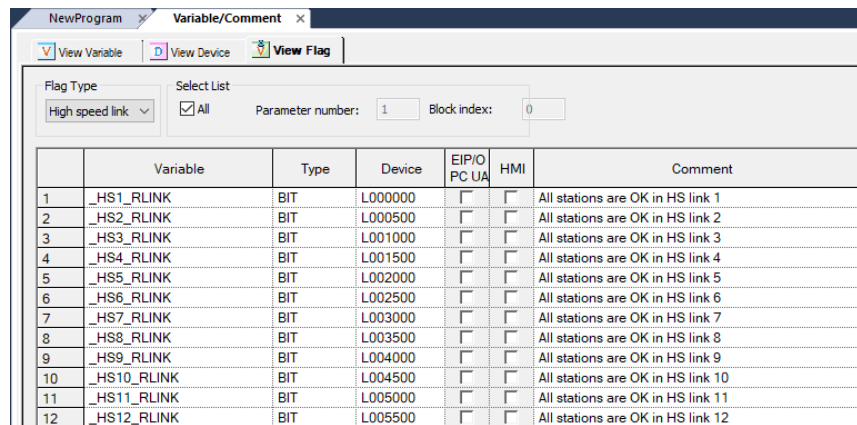 NewProgram × Variable/Comment ×
V View Variable D View Device V View Flag
Flag Type Select List
High speed link All Parameter number: 1 Block index: 0
Variable Type Device EIP/O PC UA HMI Comment
1 _HS1_RLINK BIT L000000 All stations are OK in HS link 1
2 _HS2_RLINK BIT L000500 All stations are OK in HS link 2
3 _HS3_RLINK BIT L001000 All stations are OK in HS link 3
4 _HS4_RLINK BIT L001500 All stations are OK in HS link 4
5 _HS5_RLINK BIT L002000 All stations are OK in HS link 5
6 _HS6_RLINK BIT L002500 All stations are OK in HS link 6
7 _HS7_RLINK BIT L003000 All stations are OK in HS link 7
8 _HS8_RLINK BIT L003500 All stations are OK in HS link 8
9 _HS9_RLINK BIT L004000 All stations are OK in HS link 9
10 _HS10_RLINK BIT L004500 All stations are OK in HS link 10
11 _HS11_RLINK BIT L005000 All stations are OK in HS link 11
12 _HS12_RLINK BIT L005500 All stations are OK in HS link 12